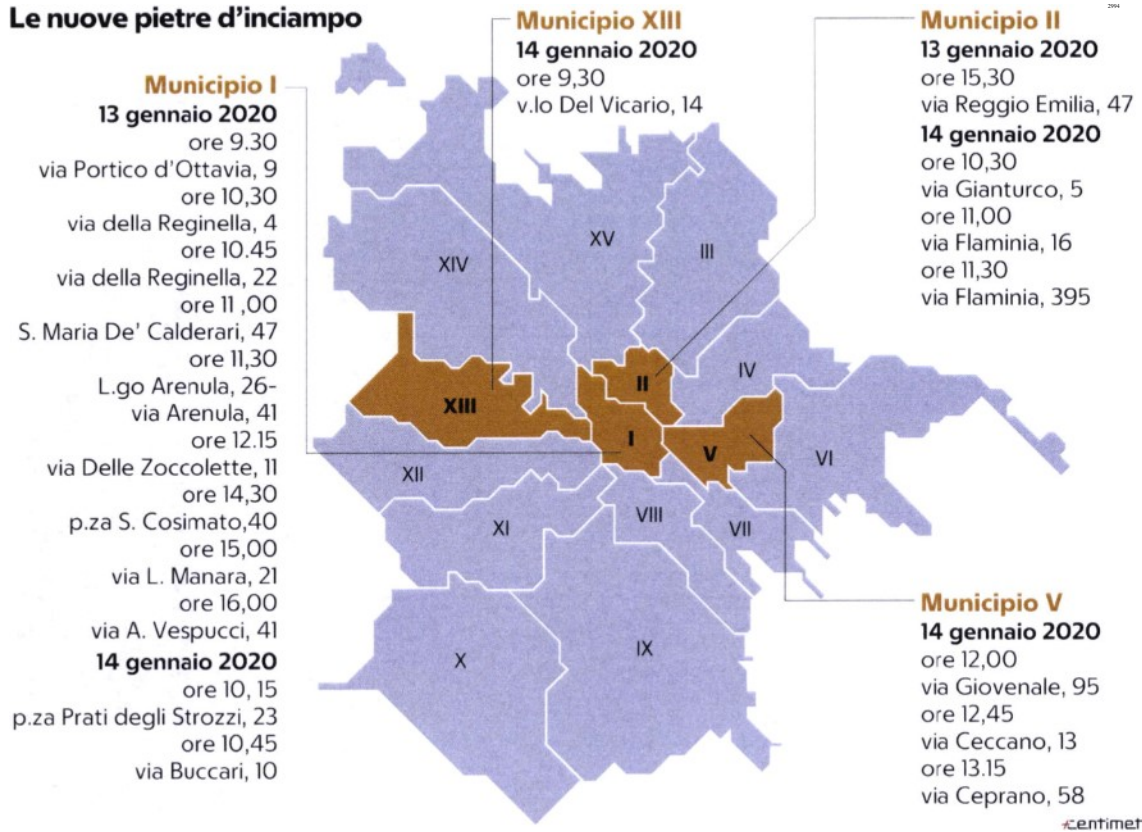 Le nuove pietre d'inciampo
Municipio I
13 gennaio 2020
ore 9.30
via Portico d'Ottavia, 9
ore 10,30
via della Reginella, 4
ore 10.45
via della Reginella, 22
ore 11 ,00
S. Maria De' Calderari, 47
ore 11,30
L.go Arenula, 26-
via Arenula, 41
ore 12.15
via Delle Zoccolette, 11
ore 14,30
p.za S. Cosimato,40
ore 15,00
via L. Manara, 21
ore 16,00
via A. Vespucci, 41
14 gennaio 2020
ore 10, 15
p.za Prati degli Strozzi, 23
ore 10,45
via Buccari, 10
Municipio XIII
14 gennaio 2020
ore 9,30
v.lo Del Vicario, 14
Municipio II
13 gennaio 2020
ore 15,30
via Reggio Emilia, 47
14 gennaio 2020
ore 10,30
via Gianturco, 5
ore 11,00
via Flaminia, 16
ore 11,30
via Flaminia, 395
XIV
XV
III
IV
II
XIII
I
V
VI
XII
XI
VIII
VII
X
IX
Municipio V
14 gennaio 2020
ore 12,00
via Giovenale, 95
ore 12,45
via Ceccano, 13
ore 13.15
via Ceprano, 58
centimet
2994